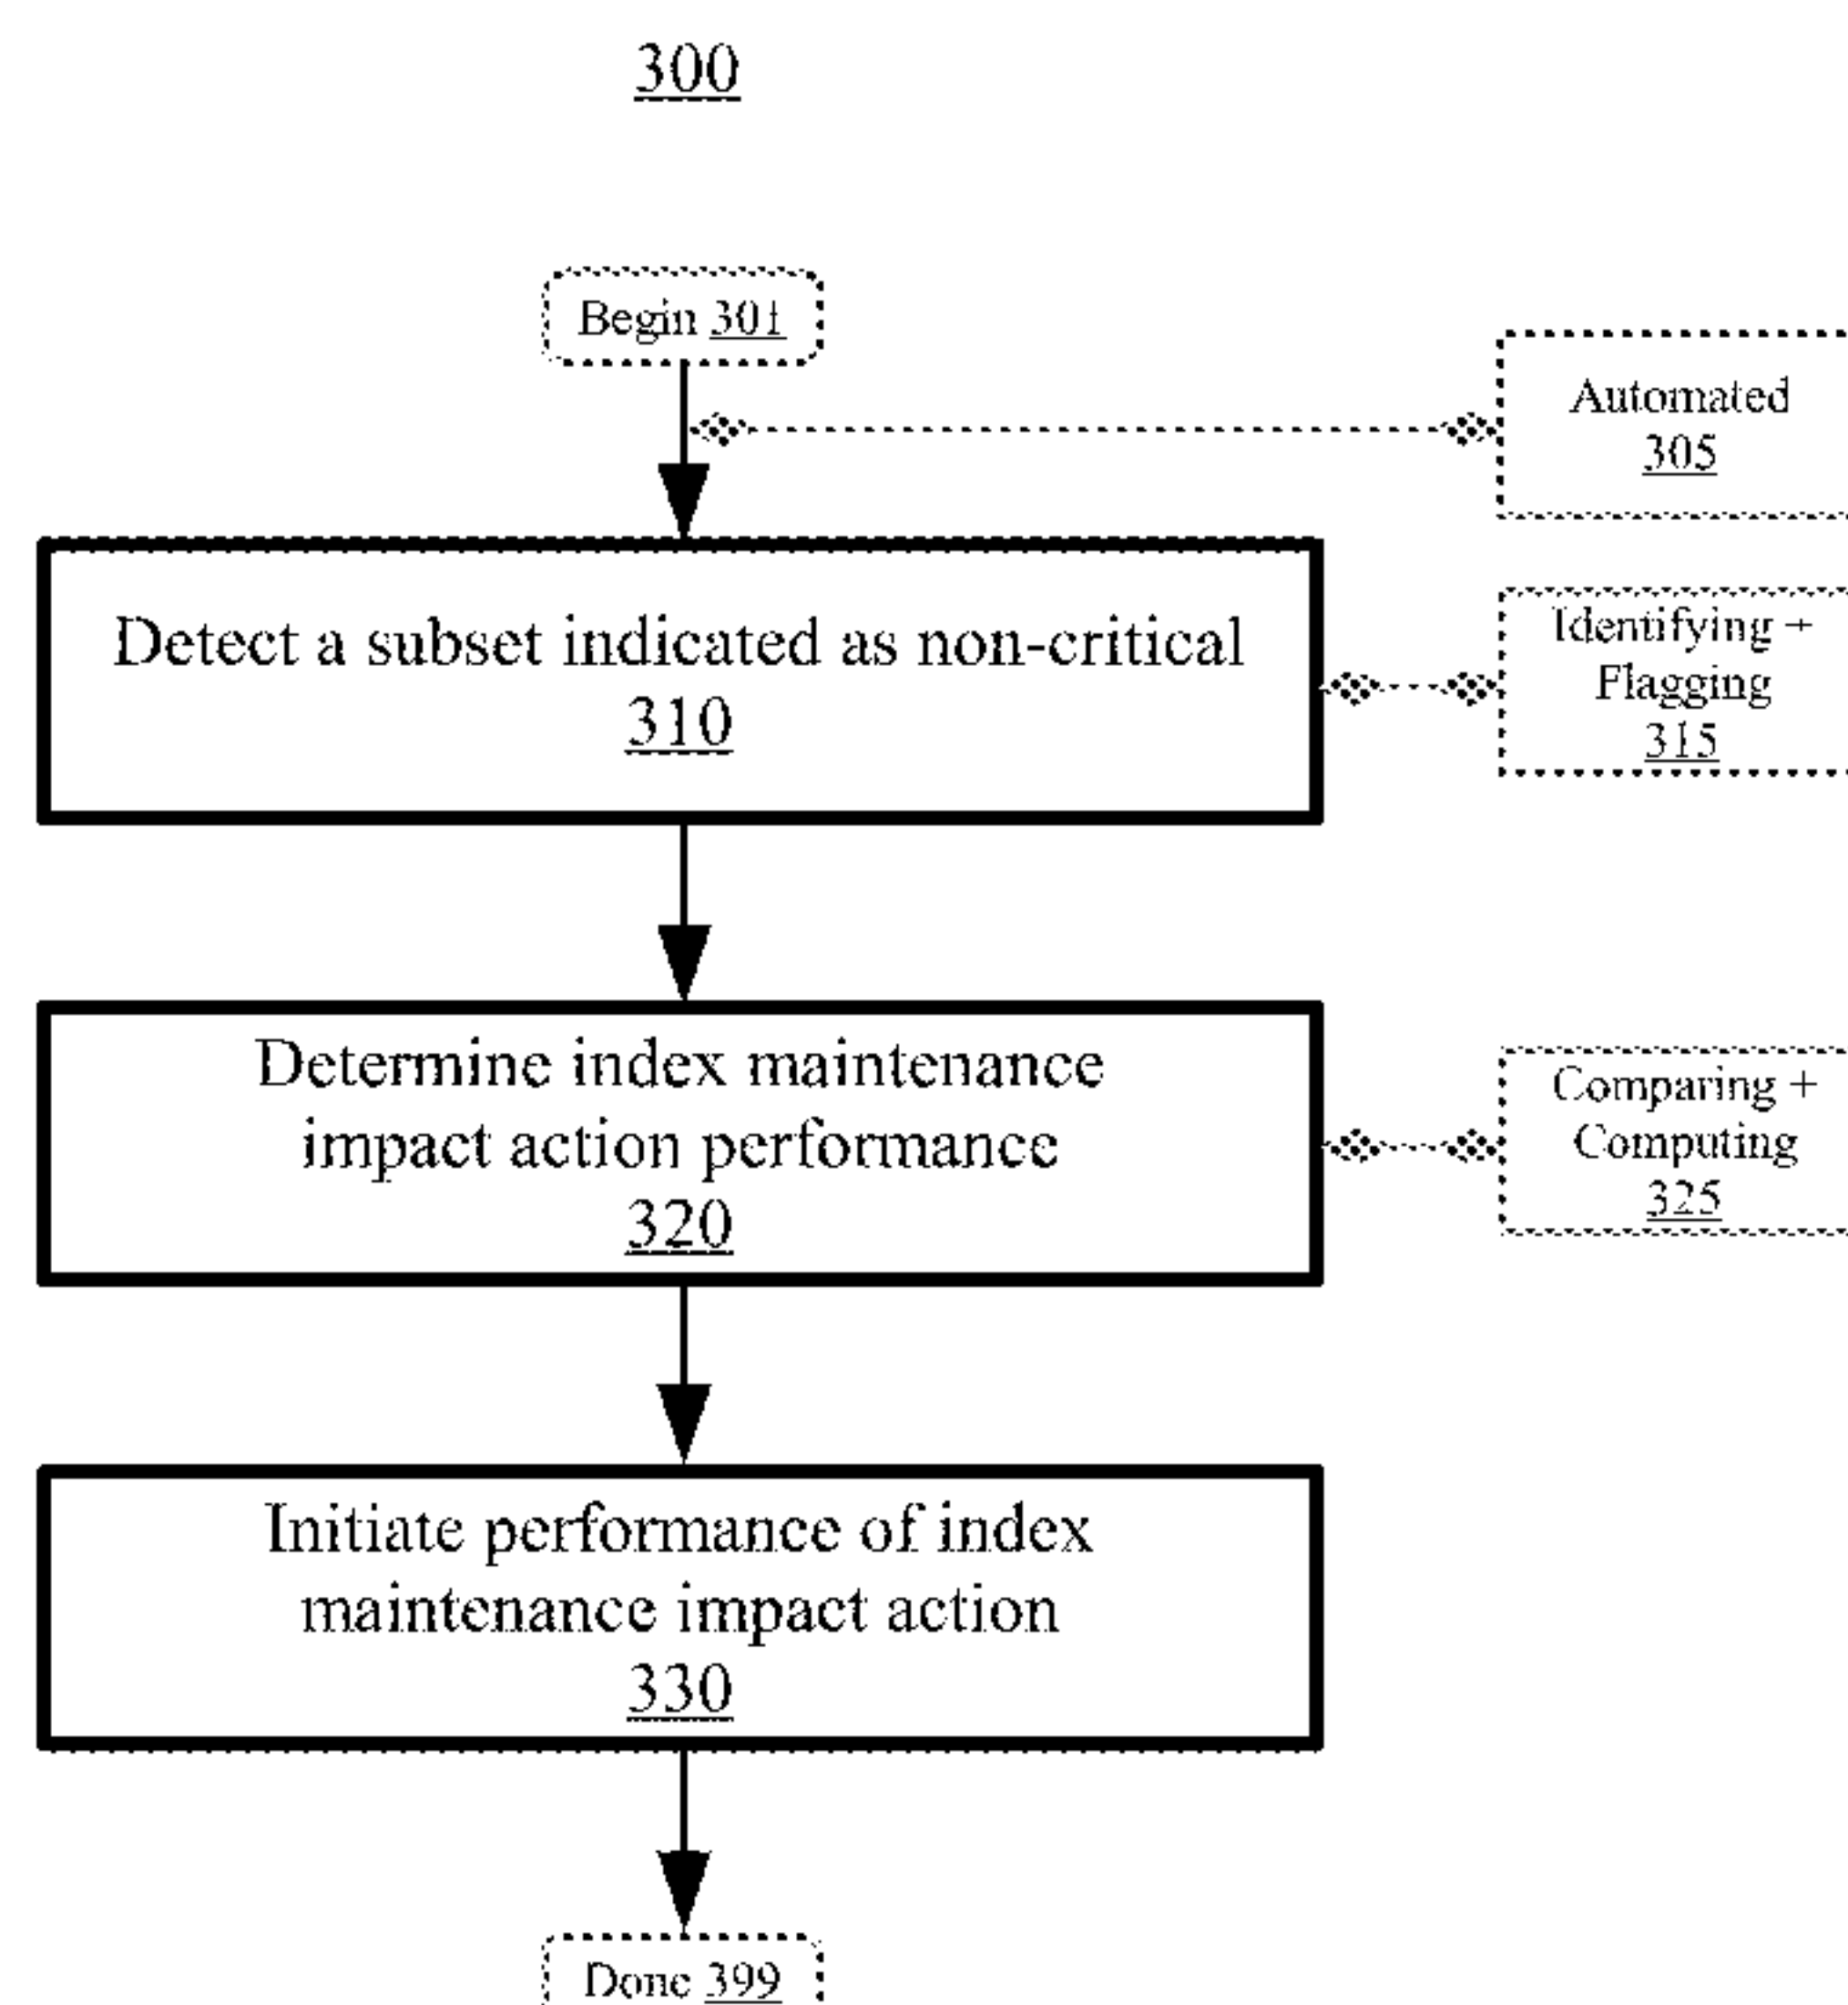 300
Begin 301
Automated
305
Detect a subset indicated as non-critical
310
Identifying +
Flagging
315
Determine index maintenance
impact action performance
320
Comparing +
Computing
325
Initiate performance of index
maintenance impact action
330
Done 399